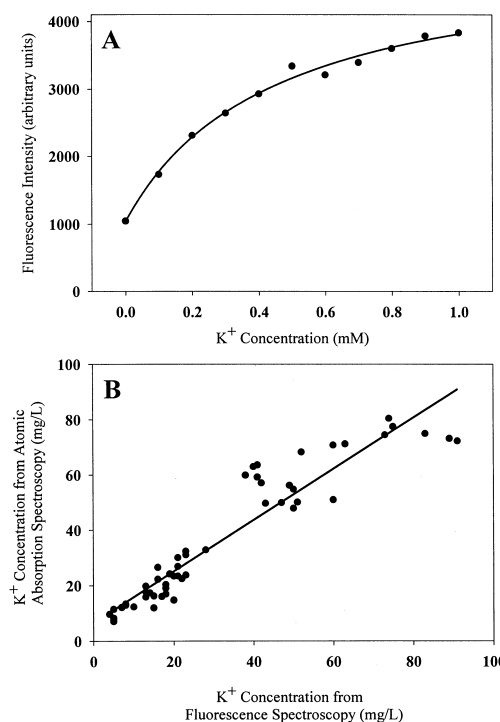 A
Fluorescence Intensity (arbitrary units)
4000
3000
2000
1000
0
0.0 0.2 0.4 0.6 0.8 1.0
K+ Concentration (mM)
B
K+ Concentration from Atomic
Absorption Spectroscopy (mg/L)
100
80
60
40
20
0
0 20 40 60 80 100
K+ Concentration from
Fluorescence Spectroscopy (mg/L)